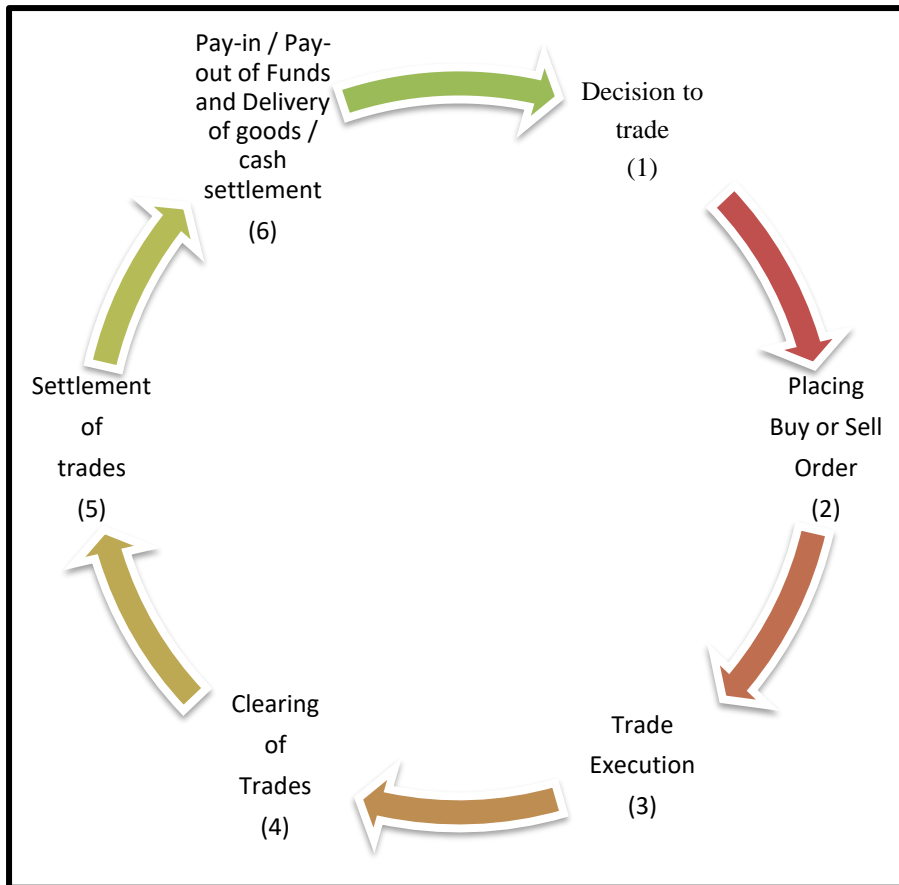 Decision to
trade
(1)
Placing
Buy or Sell
Order
(2)
Trade
Execution
(3)
Clearing
of
Trades
(4)
Settlement
of
trades
(5)
Pay-in / Pay-
out of Funds
and Delivery
of goods /
cash
settlement
(6)